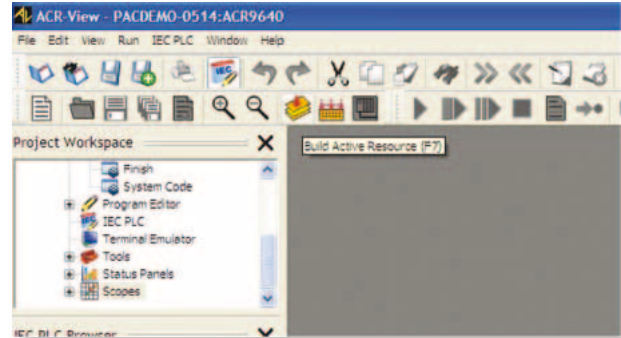 ACR-View - PACDEMO-0514:ACR9640
File Edit View Run IEC PLC Window Help
Project Workspace
Build Active Resource (F7)
Finish
System Code
Program Editor
IEC PLC
Terminal Emulator
Tools
Status Panels
Scopes
IEC PLC Browser